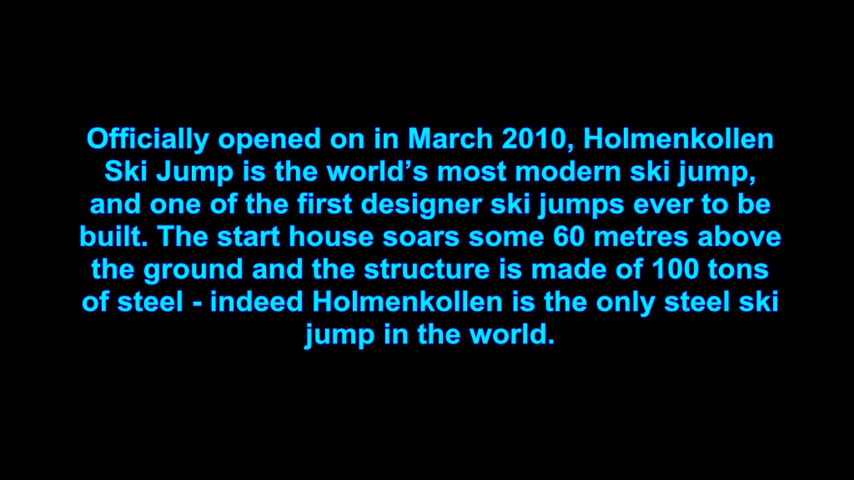 Officially opened on in March 2010, Holmenkollen
Ski Jump is the world’s most modern ski jump,
and one of the first designer ski jumps ever to be
built. The start house soars some 60 metres above
the ground and the structure is made of 100 tons
of steel - indeed Holmenkollen is the only steel ski
jump in the world.